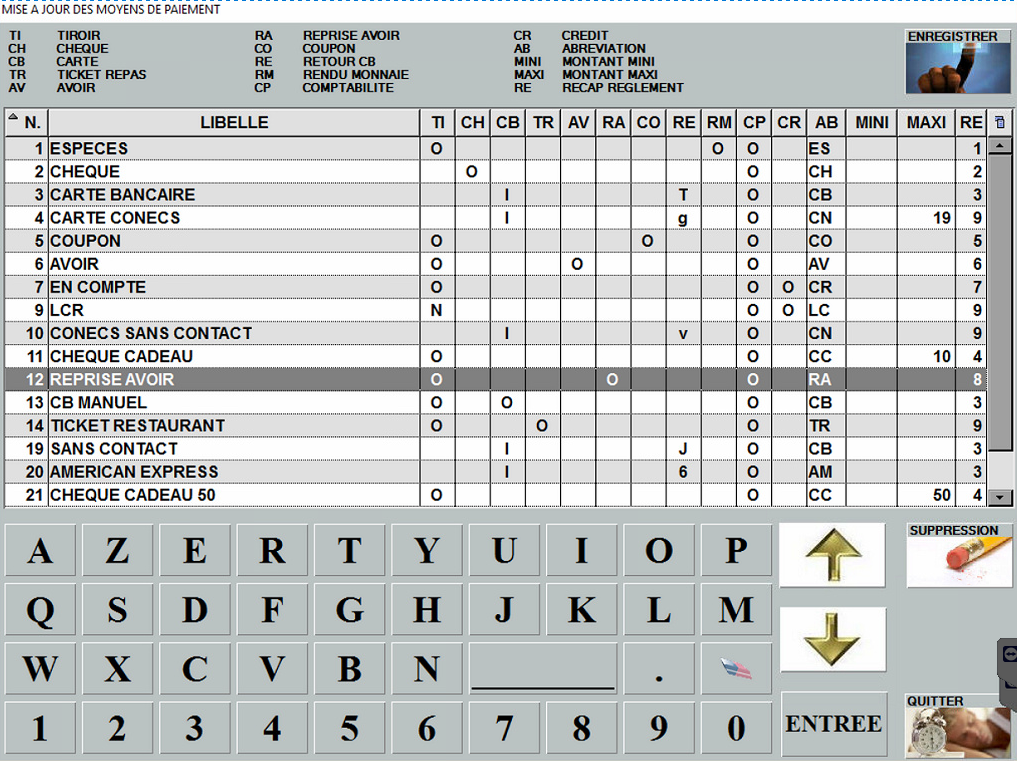 MISE A JOUR DES MOYENS DE PAIEMENT
TI TIROIR RA REPRISE AVOIR CR CREDIT
CH CHEQUE CO COUPON AB ABREVIATION
CB CARTE RE RETOUR CB MINI MONTANT MINI
TR TICKET REPAS RM RENDU MONNAIE MAXI MONTANT MAXI
AV AVOIR CP COMPTABILITE RE RECAP REGLEMENT
ENREGISTRER
N. LIBELLE TI CH CB TR AV RA CO RE RM CP CR AB MINI MAXI RE
1 ESPECES O O O ES 1
2 CHEQUE O O CH 2
3 CARTE BANCAIRE I T O CB 3
4 CARTE CONECS I g O CN 19 9
5 COUPON O O O CO 5
6 AVOIR O O O AV 6
7 EN COMPTE O O O CR 7
9 LCR N O O LC 9
10 CONECS SANS CONTACT I v O CN 9
11 CHEQUE CADEAU O O CC 10 4
12 REPRISE AVOIR O O O RA 8
13 CB MANUEL O O O CB 3
14 TICKET RESTAURANT O O O TR 9
19 SANS CONTACT I J O CB 3
20 AMERICAN EXPRESS I 6 O AM 3
21 CHEQUE CADEAU 50 O O CC 50 4
A Z E R T Y U I O P
SUPPRESSION
Q S D F G H J K L M
W X C V B N .
QUITTER
1 2 3 4 5 6 7 8 9 0 ENTREE